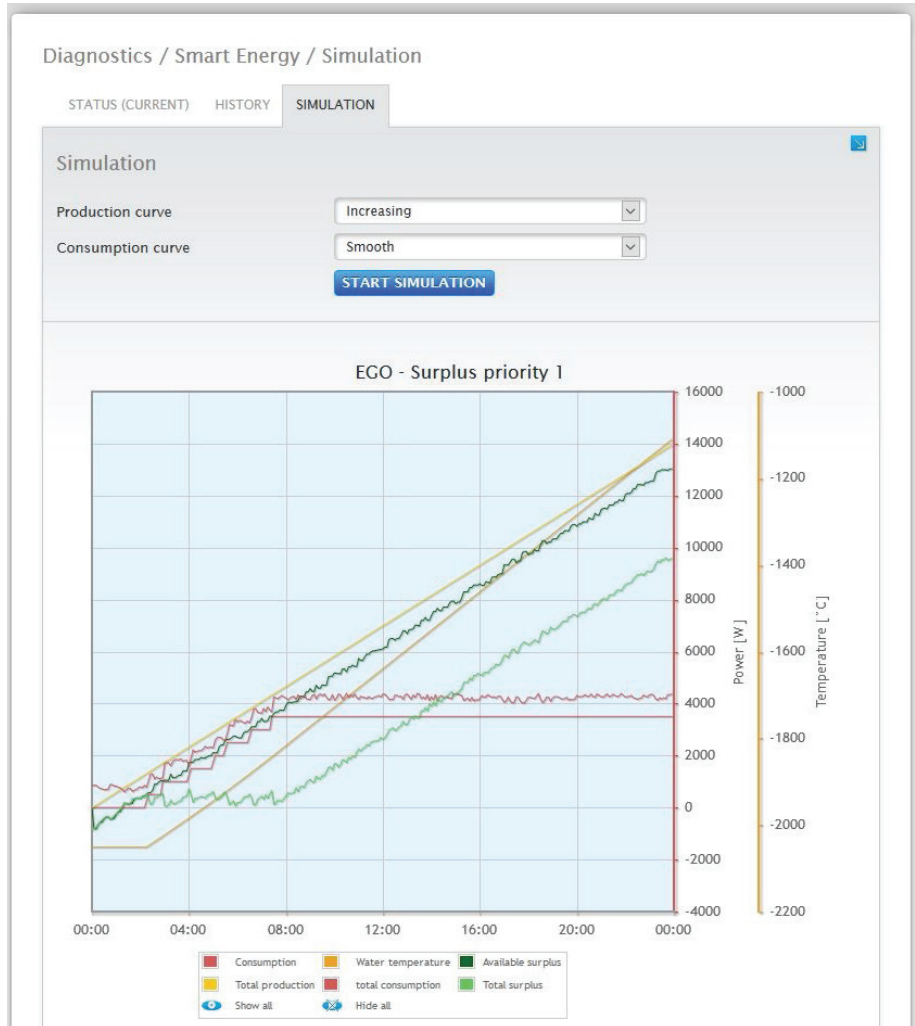 Diagnostics / Smart Energy / Simulation
STATUS (CURRENT) HISTORY SIMULATION
Simulation
Production curve Increasing
Consumption curve Smooth
START SIMULATION
EGO - Surplus priority 1
16000 -1000
14000
-1200
12000
10000
-1400
8000
6000 -1600
4000
-1800
2000
0
-2000
-2000
-4000 -2200
Power [W]
Temperature [°C]
00:00 04:00 08:00 12:00 16:00 20:00 00:00
Consumption Water temperature Available surplus
Total production total consumption Total surplus
Show all Hide all